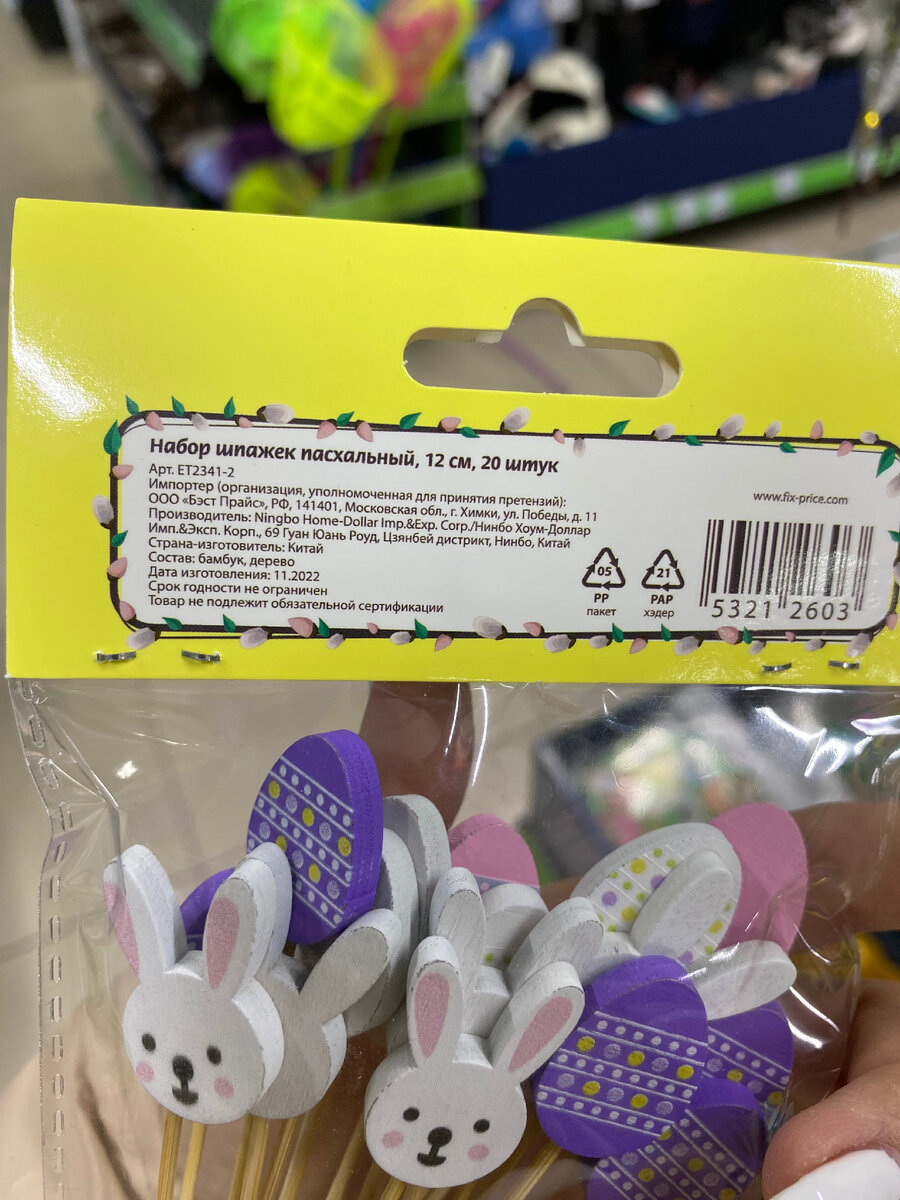 Набор шпажек пасхальный, 12 см, 20 штук
Арт. ET2341-2
Импортер (организация, уполномоченная для принятия претензий):
ООО «Бэст Прайс», РФ, 141401, Московская обл., г. Химки, ул. Победы, д. 11
Производитель: Ningbo Home-Dollar Imp.&Exp. Corp./Нинбо Хоум-Доллар
Имп.&Эксп. Корп., 69 Гуан Юань Роуд, Цзянбей дистрикт, Нинбо, Китай
Страна-изготовитель: Китай
Состав: бамбук, дерево
Дата изготовления: 11.2022
Срок годности не ограничен
Товар не подлежит обязательной сертификации
www.fix-price.com
05
PP
пакет
21
PAP
хэдер
5321 2603